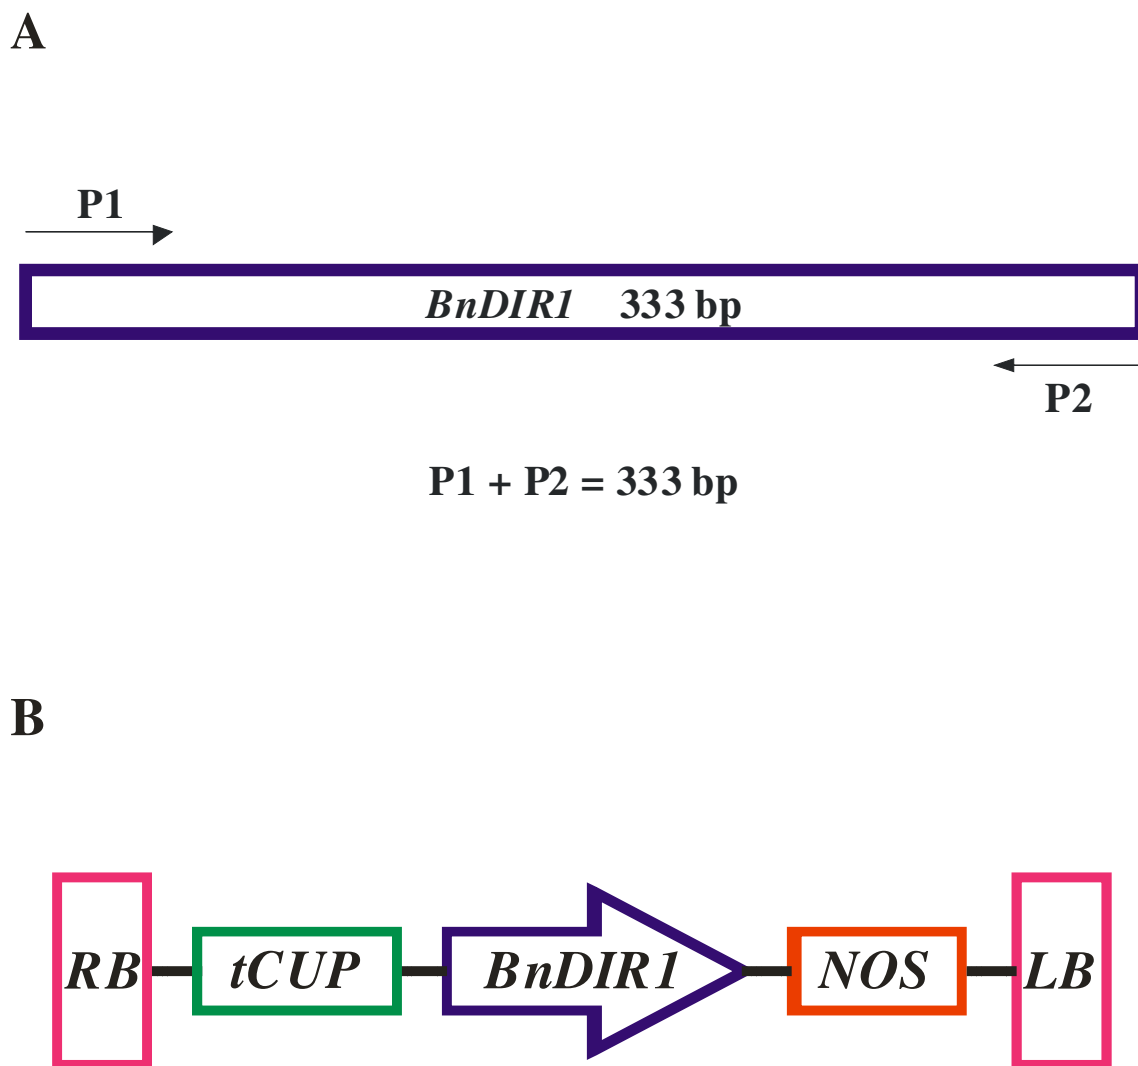 A
P1
BnDIR1 333 bp
P2
P1 + P2 = 333 bp
B
RB tCUP BnDIR1 NOS LB